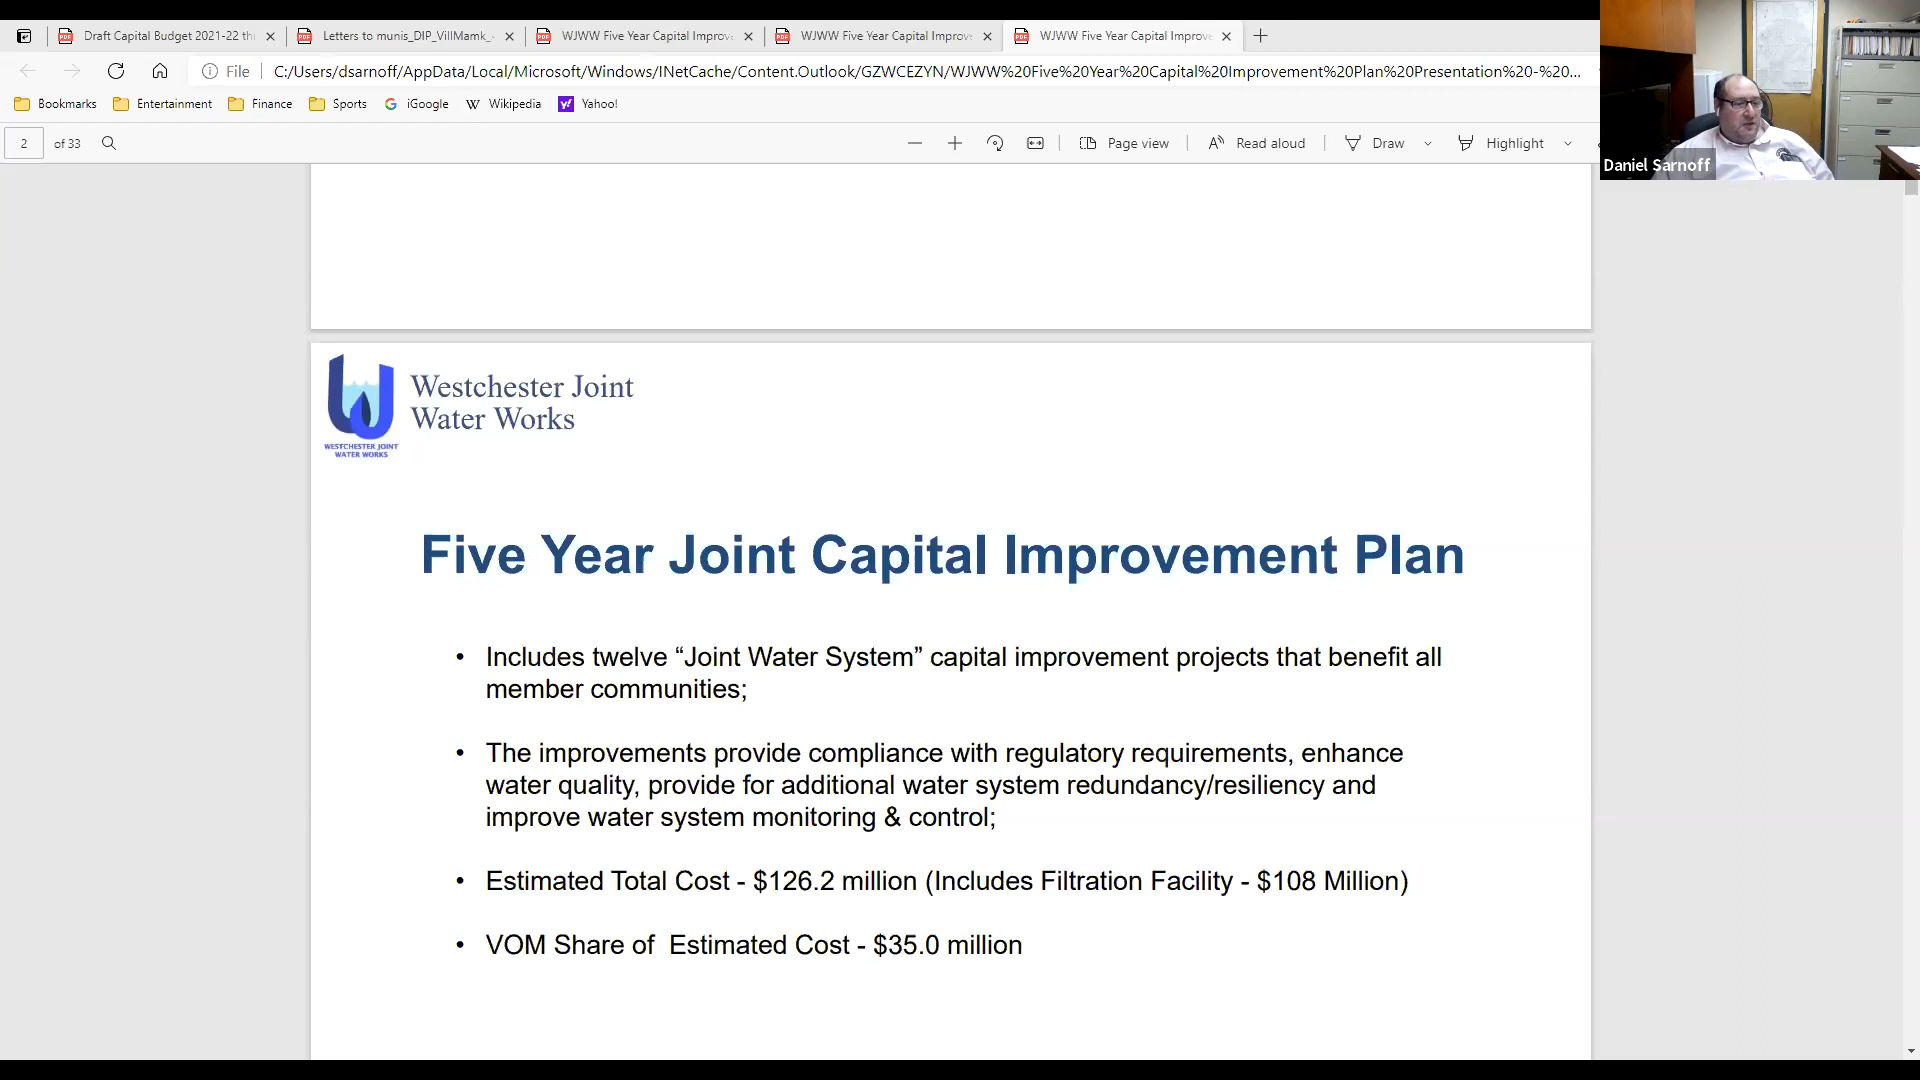 Draft Capital Budget 2021-22 th
Letters to munis_DIP_VillMamk_-
WJWW Five Year Capital Improv
WJWW Five Year Capital Improv
WJWW Five Year Capital Improve
File
C:/Users/dsarnoff/AppData/Local/Microsoft/Windows/INetCache/Content.Outlook/GZWCEZYN/WJWW%20Five%20Year%20Capital%20Improvement%20Plan%20Presentation%20-%20...
Bookmarks
Entertainment
Finance
Sports
iGoogle
Wikipedia
Yahoo!
2
of 33
Page view
Read aloud
Draw
Highlight
Daniel Sarnoff
Westchester Joint
Water Works
WESTCHESTER JOINT
WATER WORKS
Five Year Joint Capital Improvement Plan
• Includes twelve “Joint Water System” capital improvement projects that benefit all
member communities;
• The improvements provide compliance with regulatory requirements, enhance
water quality, provide for additional water system redundancy/resiliency and
improve water system monitoring & control;
• Estimated Total Cost - $126.2 million (Includes Filtration Facility - $108 Million)
• VOM Share of  Estimated Cost - $35.0 million